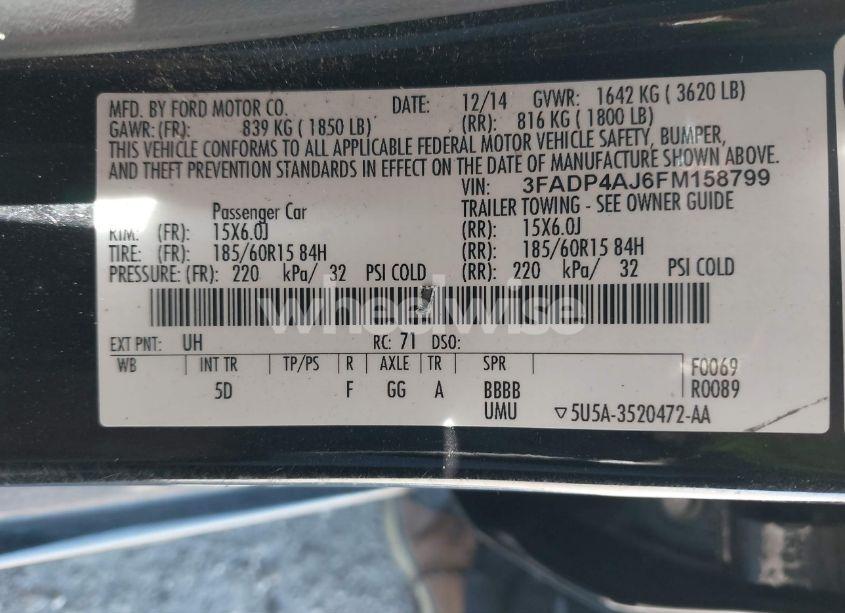 MFD. BY FORD MOTOR CO. DATE: 12/14 GVWR: 1642 KG ( 3620 LB)
GAWR:(FR): 839 KG ( 1850 LB) (RR): 816 KG ( 1800 LB)
THIS VEHICLE CONFORMS TO ALL APPLICABLE FEDERAL MOTOR VEHICLE SAFETY, BUMPER,
AND THEFT PREVENTION STANDARDS IN EFFECT ON THE DATE OF MANUFACTURE SHOWN ABOVE.
VIN: 3FADP4AJ6FM158799
Passenger Car TRAILER TOWING - SEE OWNER GUIDE
RIM: (FR): 15X6.0J (RR): 15X6.0J
TIRE: (FR): 185/60R15 84H (RR): 185/60R15 84H
PRESSURE:(FR): 220 kPa/ 32 PSI COLD (RR): 220 kPa/ 32 PSI COLD
wheelwise
EXT PNT: UH RC: 71 DSO:
WB INT TR TP/PS R AXLE TR SPR F0069
5D F GG A BBBB R0089
UMU ▽5U5A-3520472-AA